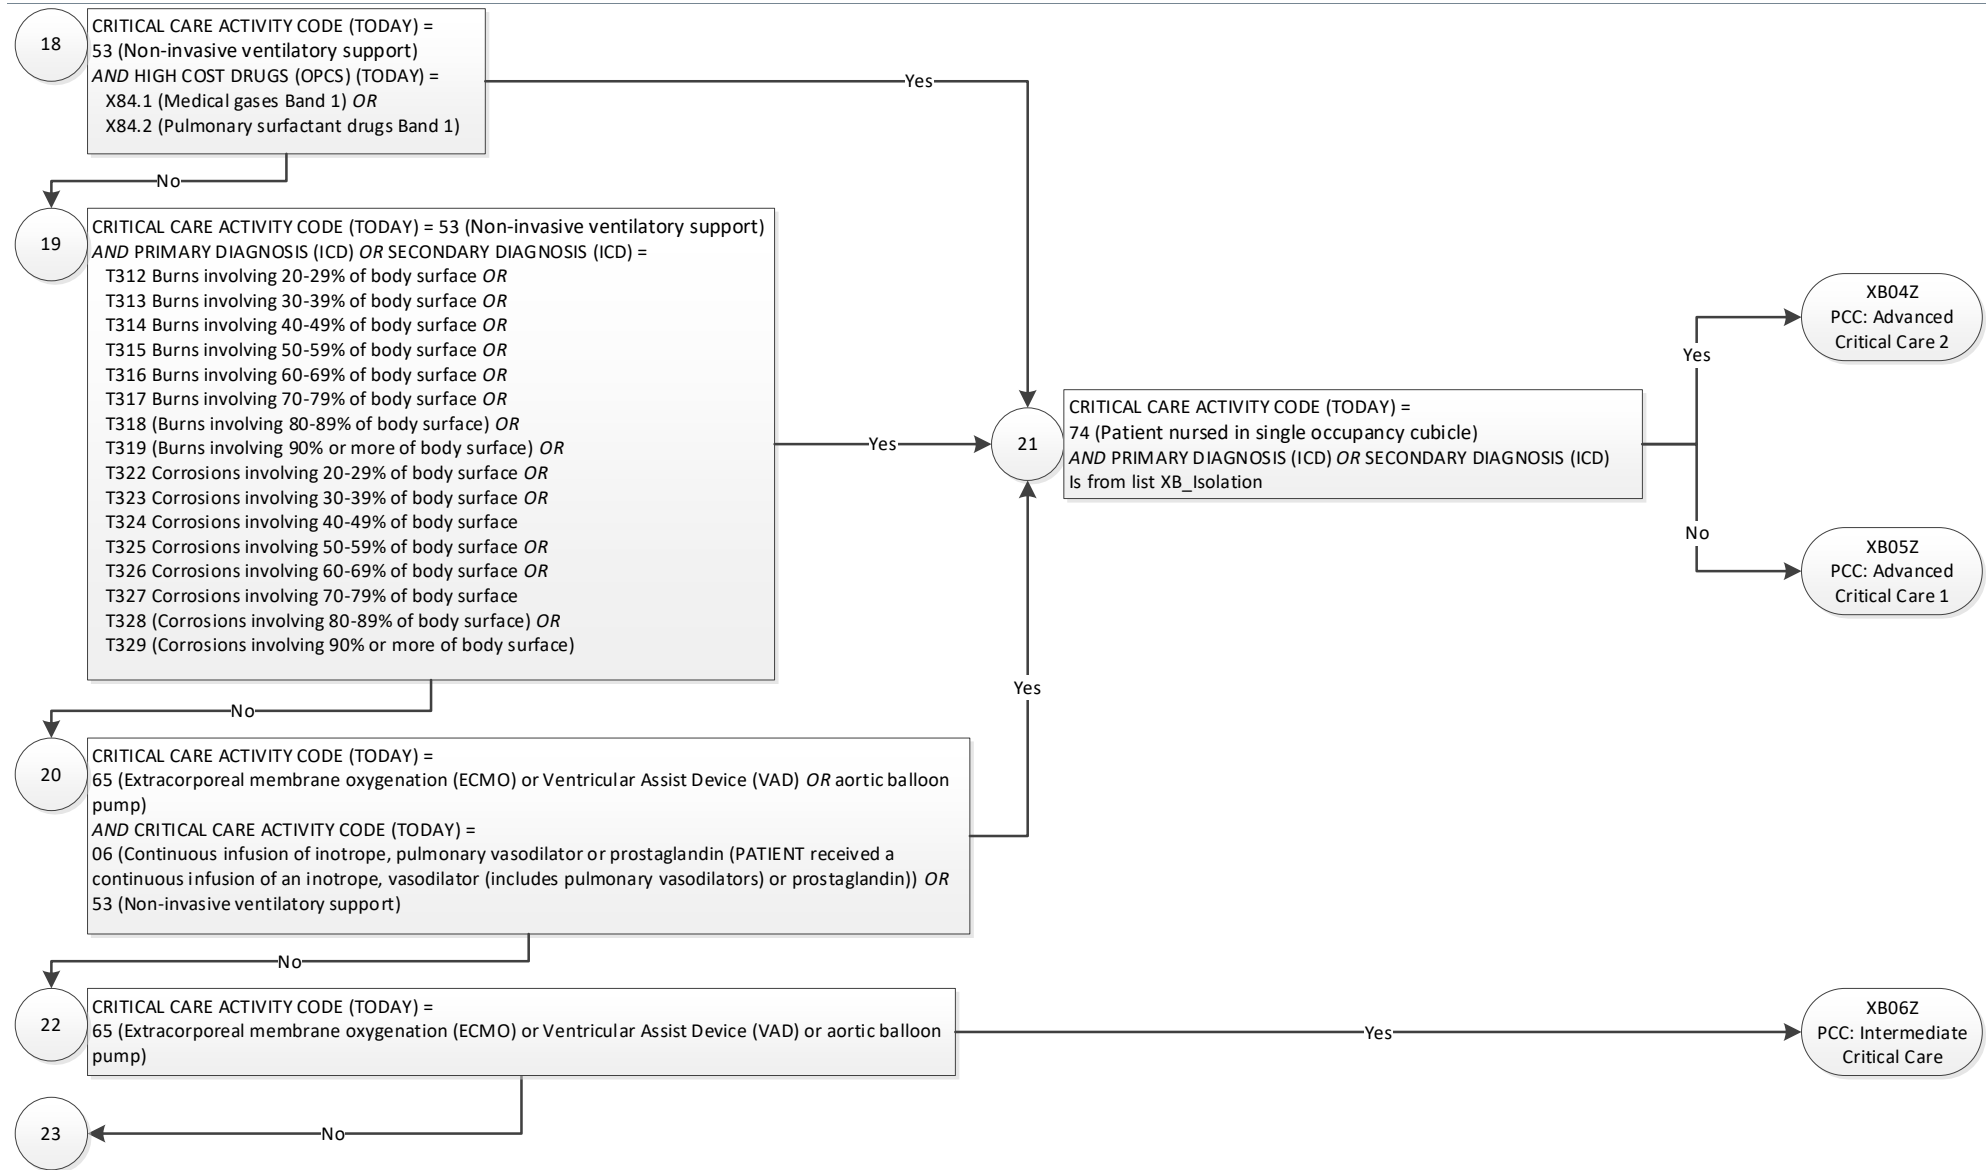 18
CRITICAL CARE ACTIVITY CODE (TODAY) =
53 (Non-invasive ventilatory support)
AND HIGH COST DRUGS (OPCS) (TODAY) =
X84.1 (Medical gases Band 1) OR
X84.2 (Pulmonary surfactant drugs Band 1)
Yes
No
19
CRITICAL CARE ACTIVITY CODE (TODAY) = 53 (Non-invasive ventilatory support)
AND PRIMARY DIAGNOSIS (ICD) OR SECONDARY DIAGNOSIS (ICD) =
T312 Burns involving 20-29% of body surface OR
T313 Burns involving 30-39% of body surface OR
T314 Burns involving 40-49% of body surface OR
T315 Burns involving 50-59% of body surface OR
T316 Burns involving 60-69% of body surface OR
T317 Burns involving 70-79% of body surface OR
T318 (Burns involving 80-89% of body surface) OR
T319 (Burns involving 90% or more of body surface) OR
T322 Corrosions involving 20-29% of body surface OR
T323 Corrosions involving 30-39% of body surface OR
T324 Corrosions involving 40-49% of body surface
T325 Corrosions involving 50-59% of body surface OR
T326 Corrosions involving 60-69% of body surface OR
T327 Corrosions involving 70-79% of body surface
T328 (Corrosions involving 80-89% of body surface) OR
T329 (Corrosions involving 90% or more of body surface)
Yes
No
20
CRITICAL CARE ACTIVITY CODE (TODAY) =
65 (Extracorporeal membrane oxygenation (ECMO) or Ventricular Assist Device (VAD) OR aortic balloon
pump)
AND CRITICAL CARE ACTIVITY CODE (TODAY) =
06 (Continuous infusion of inotrope, pulmonary vasodilator or prostaglandin (PATIENT received a
continuous infusion of an inotrope, vasodilator (includes pulmonary vasodilators) or prostaglandin)) OR
53 (Non-invasive ventilatory support)
Yes
No
21
CRITICAL CARE ACTIVITY CODE (TODAY) =
74 (Patient nursed in single occupancy cubicle)
AND PRIMARY DIAGNOSIS (ICD) OR SECONDARY DIAGNOSIS (ICD)
Is from list XB_Isolation
Yes
XB04Z
PCC: Advanced
Critical Care 2
No
XB05Z
PCC: Advanced
Critical Care 1
22
CRITICAL CARE ACTIVITY CODE (TODAY) =
65 (Extracorporeal membrane oxygenation (ECMO) or Ventricular Assist Device (VAD) or aortic balloon
pump)
Yes
XB06Z
PCC: Intermediate
Critical Care
No
23